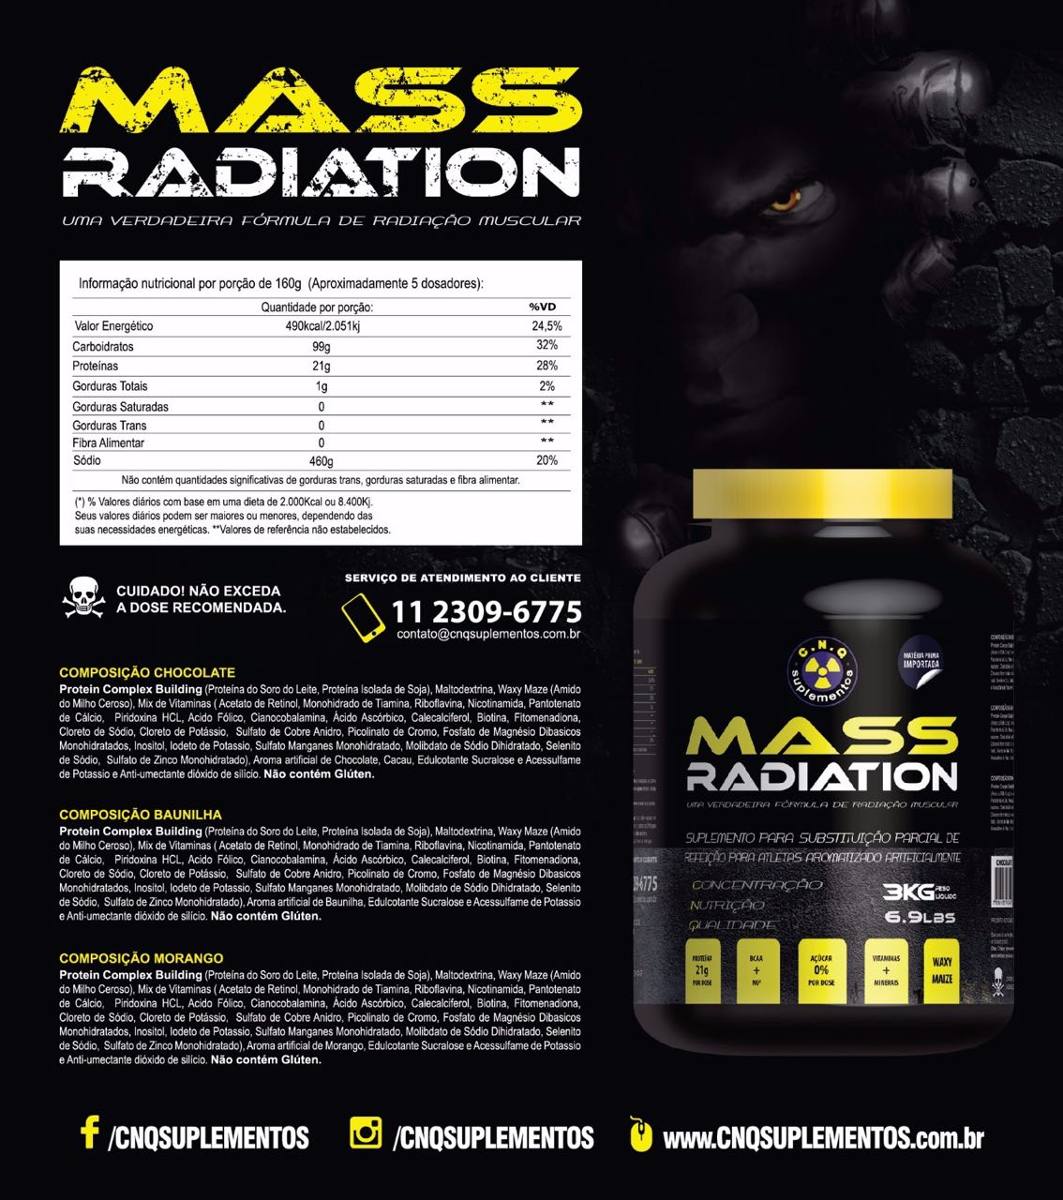 MASS
RADIATION
UMA VERDADEIRA FÓRMULA DE RADIAÇÃO MUSCULAR
Informação nutricional por porção de 160g (Aproximadamente 5 dosadores):
Quantidade por porção: %VD
Valor Energético 490kcal/2.051kj 24,5%
Carboidratos 99g 32%
Proteínas 21g 28%
Gorduras Totais 1g 2%
Gorduras Saturadas 0 **
Gorduras Trans 0 **
Fibra Alimentar 0 **
Sódio 460g 20%
Não contém quantidades significativas de gorduras trans, gorduras saturadas e fibra alimentar.
(*) % Valores diários com base em uma dieta de 2.000Kcal ou 8.400Kj.
Seus valores diários podem ser maiores ou menores, dependendo das
suas necessidades energéticas. **Valores de referência não estabelecidos.
CUIDADO! NÃO EXCEDA
A DOSE RECOMENDADA.
SERVIÇO DE ATENDIMENTO AO CLIENTE
11 2309-6775
contato@cnqsuplementos.com.br
COMPOSIÇÃO CHOCOLATE
Protein Complex Building (Proteína do Soro do Leite, Proteína Isolada de Soja), Maltodextrina, Waxy Maze (Amido
do Milho Ceroso), Mix de Vitaminas ( Acetato de Retinol, Monohidrado de Tiamina, Riboflavina, Nicotinamida, Pantotenato
de Cálcio, Piridoxina HCL, Acido Fólico, Cianocobalamina, Ácido Ascórbico, Calecalciferol, Biotina, Fitomenadiona,
Cloreto de Sódio, Cloreto de Potássio, Sulfato de Cobre Anidro, Picolinato de Cromo, Fosfato de Magnésio Dibasicos
Monohidratados, Inositol, Iodeto de Potassio, Sulfato Manganes Monohidratado, Molibdato de Sódio Dihidratado, Selenito
de Sódio, Sulfato de Zinco Monohidratado), Aroma artificial de Chocolate, Cacau, Edulcotante Sucralose e Acessulfame
de Potassio e Anti-umectante dióxido de silício. Não contém Glúten.
COMPOSIÇÃO BAUNILHA
Protein Complex Building (Proteína do Soro do Leite, Proteína Isolada de Soja), Maltodextrina, Waxy Maze (Amido
do Milho Ceroso), Mix de Vitaminas ( Acetato de Retinol, Monohidrado de Tiamina, Riboflavina, Nicotinamida, Pantotenato
de Cálcio, Piridoxina HCL, Acido Fólico, Cianocobalamina, Ácido Ascórbico, Calecalciferol, Biotina, Fitomenadiona,
Cloreto de Sódio, Cloreto de Potássio, Sulfato de Cobre Anidro, Picolinato de Cromo, Fosfato de Magnésio Dibasicos
Monohidratados, Inositol, Iodeto de Potassio, Sulfato Manganes Monohidratado, Molibdato de Sódio Dihidratado, Selenito
de Sódio, Sulfato de Zinco Monohidratado), Aroma artificial de Baunilha, Edulcotante Sucralose e Acessulfame de Potassio
e Anti-umectante dióxido de silício. Não contém Glúten.
COMPOSIÇÃO MORANGO
Protein Complex Building (Proteína do Soro do Leite, Proteína Isolada de Soja), Maltodextrina, Waxy Maze (Amido
do Milho Ceroso), Mix de Vitaminas ( Acetato de Retinol, Monohidrado de Tiamina, Riboflavina, Nicotinamida, Pantotenato
de Cálcio, Piridoxina HCL, Acido Fólico, Cianocobalamina, Ácido Ascórbico, Calecalciferol, Biotina, Fitomenadiona,
Cloreto de Sódio, Cloreto de Potássio, Sulfato de Cobre Anidro, Picolinato de Cromo, Fosfato de Magnésio Dibasicos
Monohidratados, Inositol, Iodeto de Potassio, Sulfato Manganes Monohidratado, Molibdato de Sódio Dihidratado, Selenito
de Sódio, Sulfato de Zinco Monohidratado), Aroma artificial de Morango, Edulcotante Sucralose e Acessulfame de Potassio
e Anti-umectante dióxido de silício. Não contém Glúten.
C.N.Q
suplementos
MATÉRIA PRIMA
IMPORTADA
MASS
RADIATION
UMA VERDADEIRA FÓRMULA DE RADIAÇÃO MUSCULAR
SUPLEMENTO PARA SUBSTITUIÇÃO PARCIAL DE
REFEIÇÃO PARA ATLETAS AROMATIZADO ARTIFICIALMENTE
CONCENTRAÇÃO
NUTRIÇÃO
QUALIDADE
3KG PESO LÍQUIDO
6.9LBS
PROTEÍNA
21g
POR DOSE
BCAA
+
AÇÚCAR
0%
POR DOSE
VITAMINAS
+
MINERAIS
WAXY
MAIZE
/CNQSUPLEMENTOS
/CNQSUPLEMENTOS
www.CNQSUPLEMENTOS.com.br